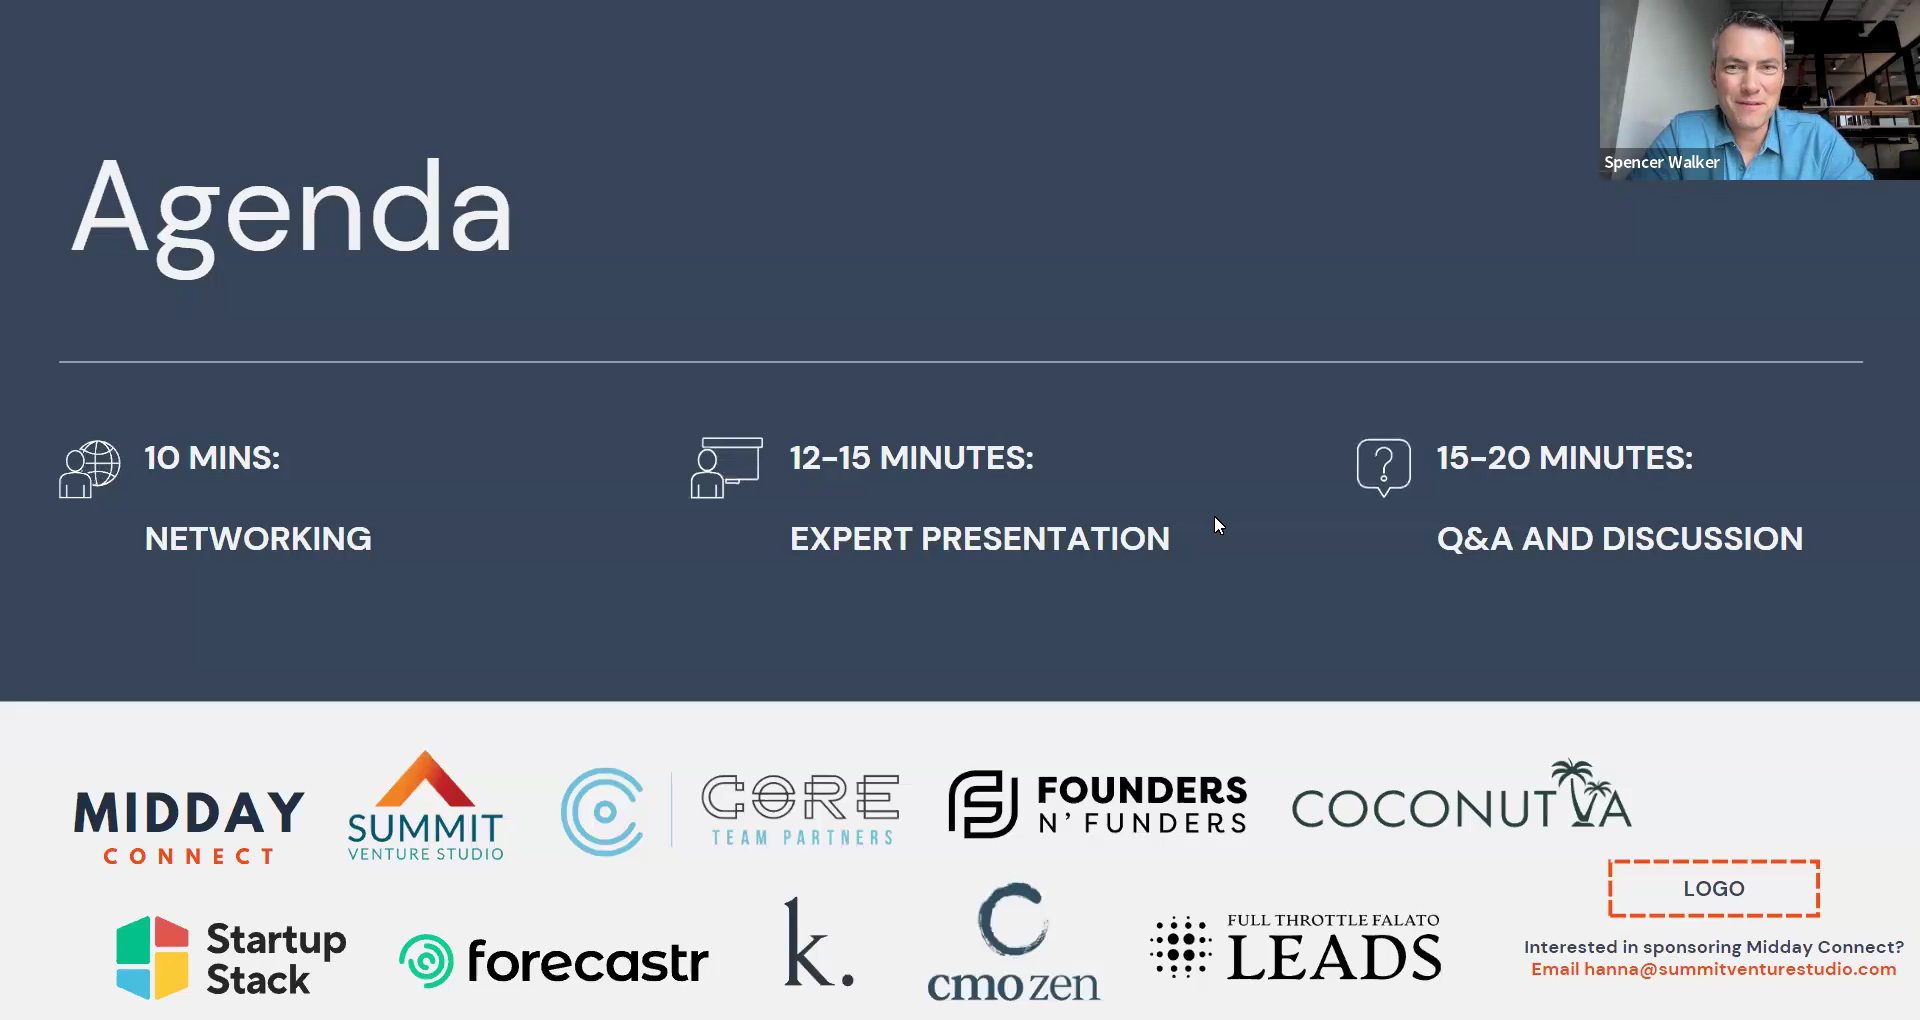 Spencer Walker
Agenda
10 MINS:
NETWORKING
12-15 MINUTES:
EXPERT PRESENTATION
?
15-20 MINUTES:
Q&A AND DISCUSSION
MIDDAY
CONNECT
SUMMIT
VENTURE STUDIO
CORE
TEAM PARTNERS
FOUNDERS
N' FUNDERS
COCONUT VA
Startup
Stack
forecastr
k.
cmo zen
FULL THROTTLE FALATO
LEADS
LOGO
Interested in sponsoring Midday Connect?
Email hanna@summitventurestudio.com